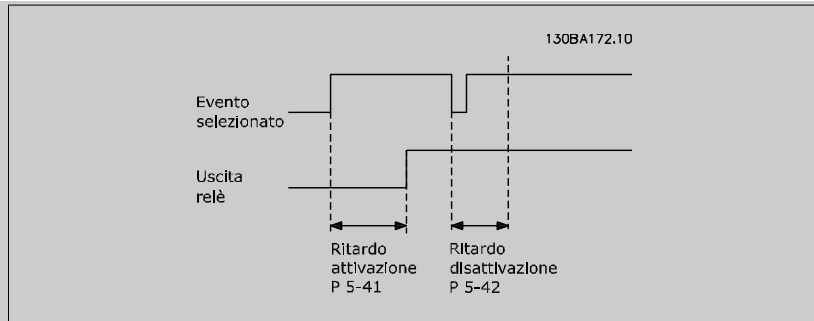 130BA172.10
Evento
selezionato
Uscita
relè
Ritardo
attivazione
P 5-41
Ritardo
disattivazione
P 5-42